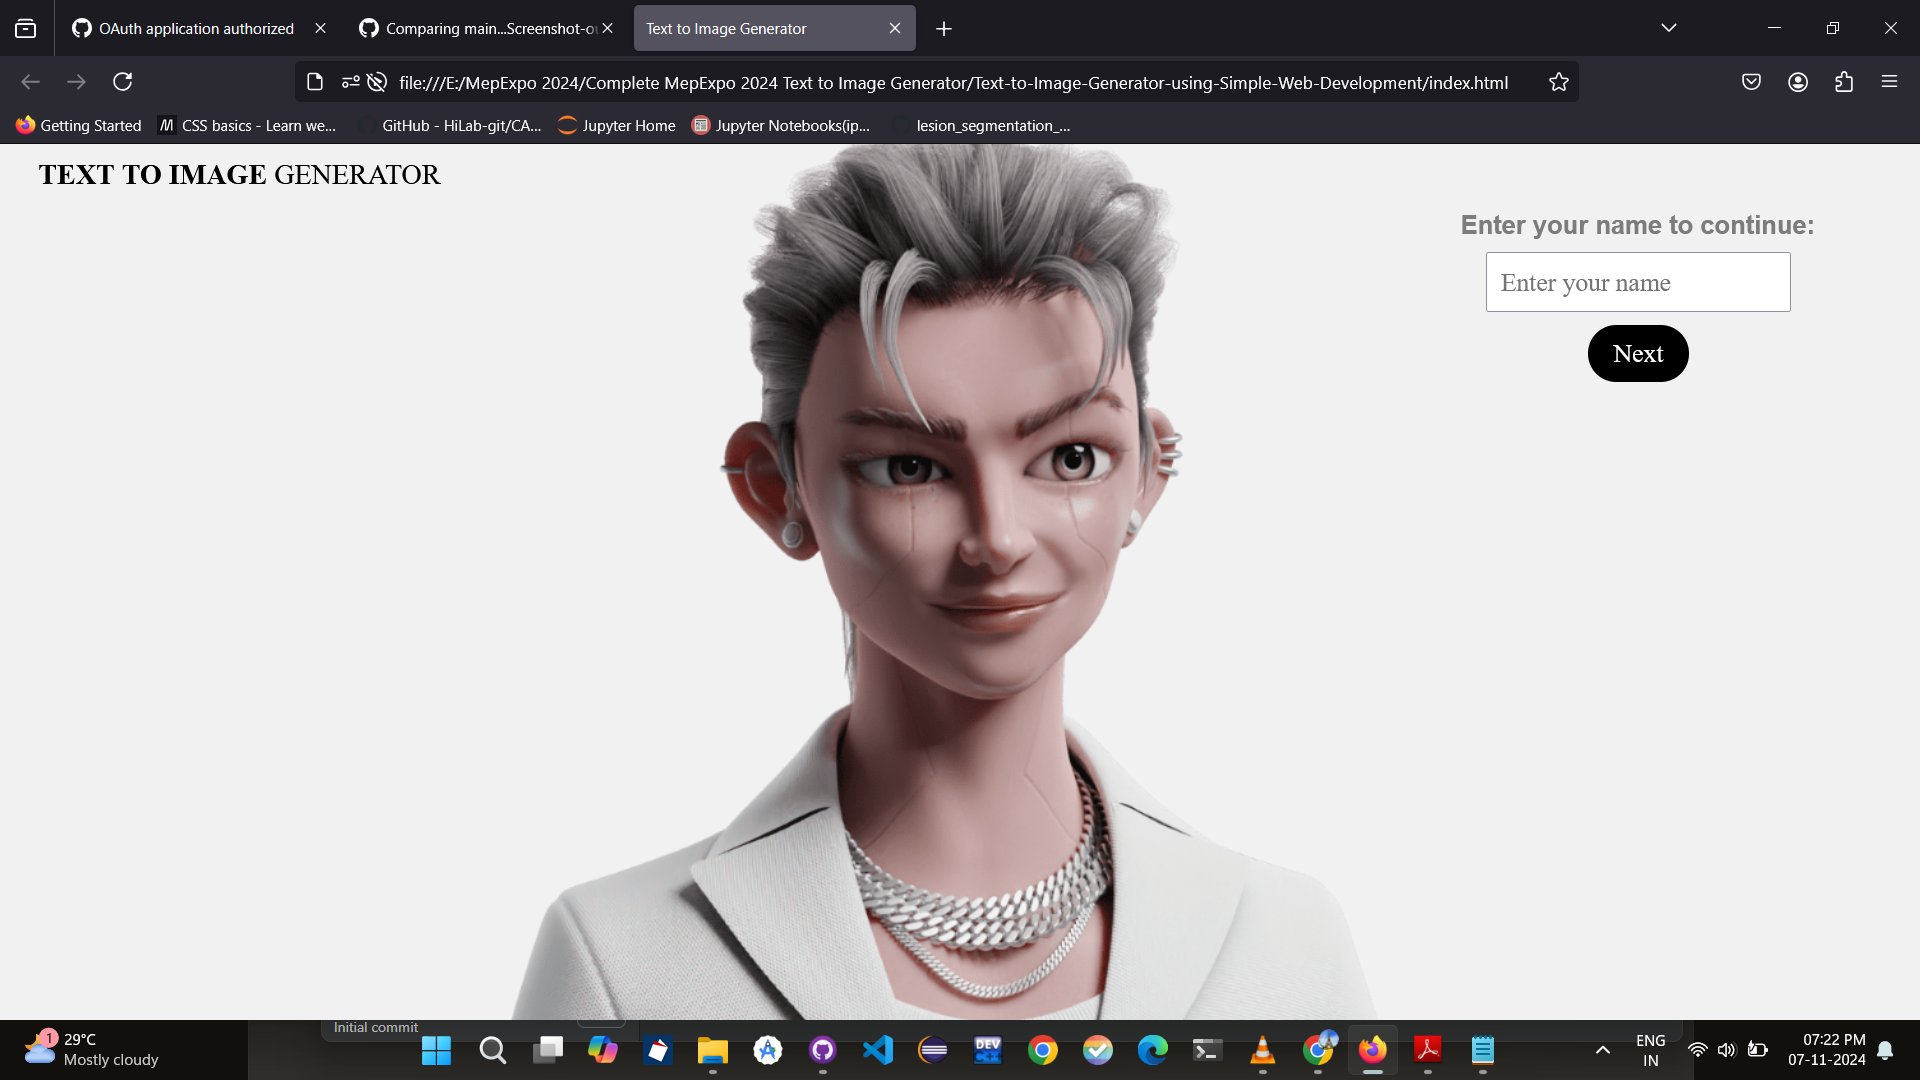 OAuth application authorized
Comparing main...Screenshot-o
Text to Image Generator
file:///E:/MepExpo 2024/Complete MepExpo 2024 Text to Image Generator/Text-to-Image-Generator-using-Simple-Web-Development/index.html
Getting Started
CSS basics - Learn we...
GitHub - HiLab-git/CA...
Jupyter Home
Jupyter Notebooks(ip...
lesion_segmentation_...
TEXT TO IMAGE GENERATOR
Enter your name to continue:
Enter your name
Next
Initial commit
1
29°C
Mostly cloudy
DEV
ENG
IN
07:22 PM
07-11-2024